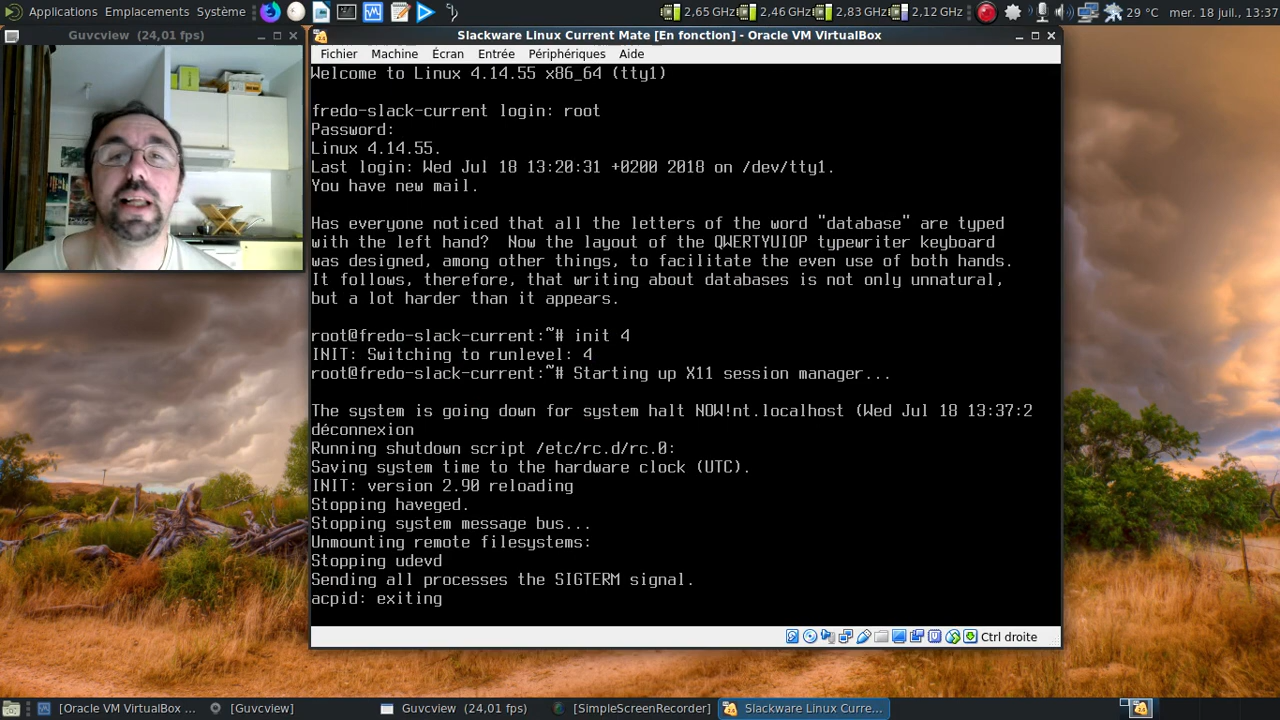 Applications Emplacements Système
2,65 GHz 2,46 GHz 2,83 GHz 2,12 GHz
29 °C mer. 18 juil., 13:37
Guvcview (24,01 fps)
Slackware Linux Current Mate [En fonction] - Oracle VM VirtualBox
Fichier Machine Écran Entrée Périphériques Aide
Welcome to Linux 4.14.55 x86_64 (tty1)
fredo-slack-current login: root
Password:
Linux 4.14.55.
Last login: Wed Jul 18 13:20:31 +0200 2018 on /dev/tty1.
You have new mail.
Has everyone noticed that all the letters of the word "database" are typed
with the left hand?  Now the layout of the QWERTYUIOP typewriter keyboard
was designed, among other things, to facilitate the even use of both hands.
It follows, therefore, that writing about databases is not only unnatural,
but a lot harder than it appears.
root@fredo-slack-current:~# init 4
INIT: Switching to runlevel: 4
root@fredo-slack-current:~# Starting up X11 session manager...
The system is going down for system halt NOW!nt.localhost (Wed Jul 18 13:37:2
déconnexion
Running shutdown script /etc/rc.d/rc.0:
Saving system time to the hardware clock (UTC).
INIT: version 2.90 reloading
Stopping haveged.
Stopping system message bus...
Unmounting remote filesystems:
Stopping udevd
Sending all processes the SIGTERM signal.
acpid: exiting
Ctrl droite
[Oracle VM VirtualBox ... [Guvcview] Guvcview (24,01 fps) [SimpleScreenRecorder] Slackware Linux Curre...